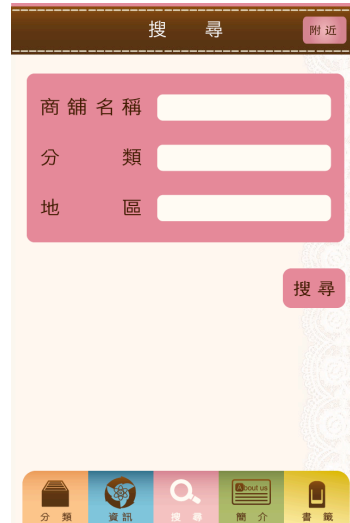 搜 尋
附近
商舖名稱
分 類
地 區
搜尋
分 類
資訊
搜 尋
About us
簡 介
書 籤